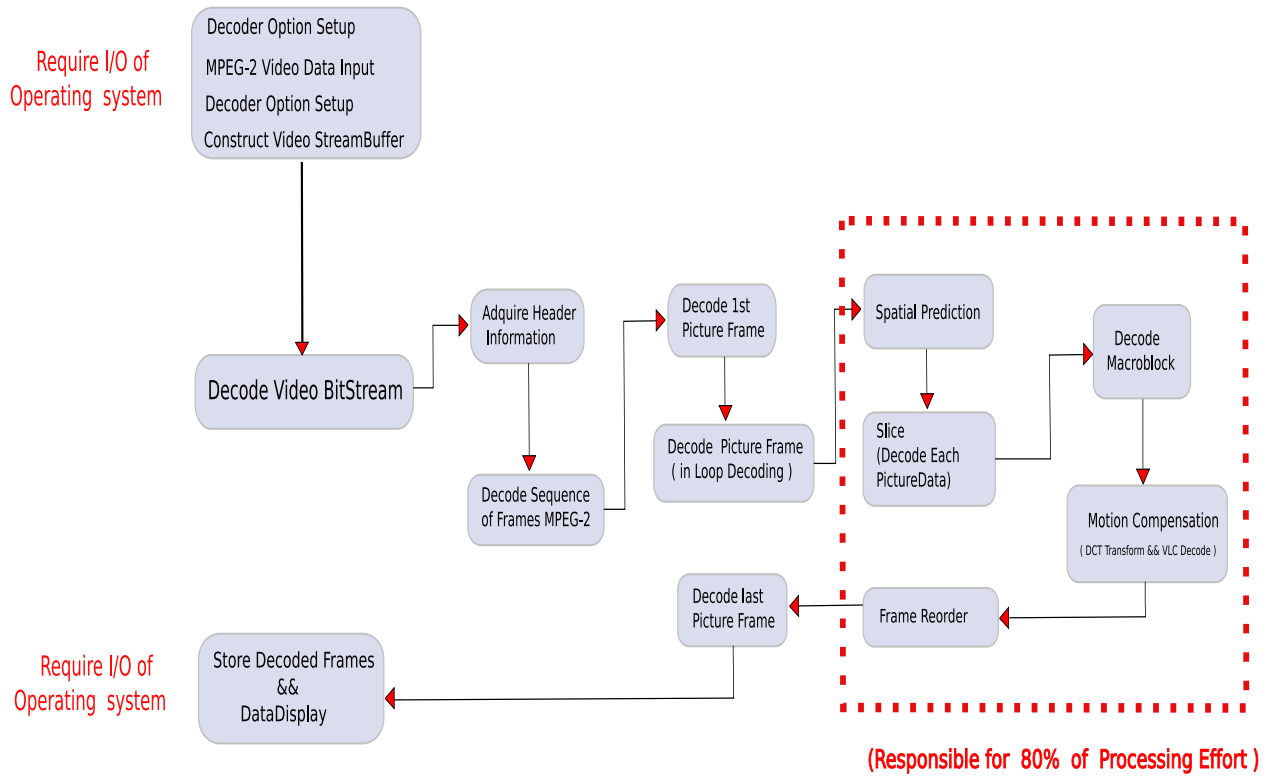 Require I/O of
Operating system
Decoder Option Setup
MPEG-2 Video Data Input
Decoder Option Setup
Construct Video StreamBuffer
Decode Video BitStream
Adquire Header
Information
Decode Sequence
of Frames MPEG-2
Decode 1st
Picture Frame
Decode Picture Frame
( in Loop Decoding )
Spatial Prediction
Slice
(Decode Each
PictureData)
Decode
Macroblock
Motion Compensation
( DCT Transform && VLC Decode )
Frame Reorder
Decode last
Picture Frame
Require I/O of
Operating system
Store Decoded Frames
&&
DataDisplay
(Responsible for 80% of Processing Effort )